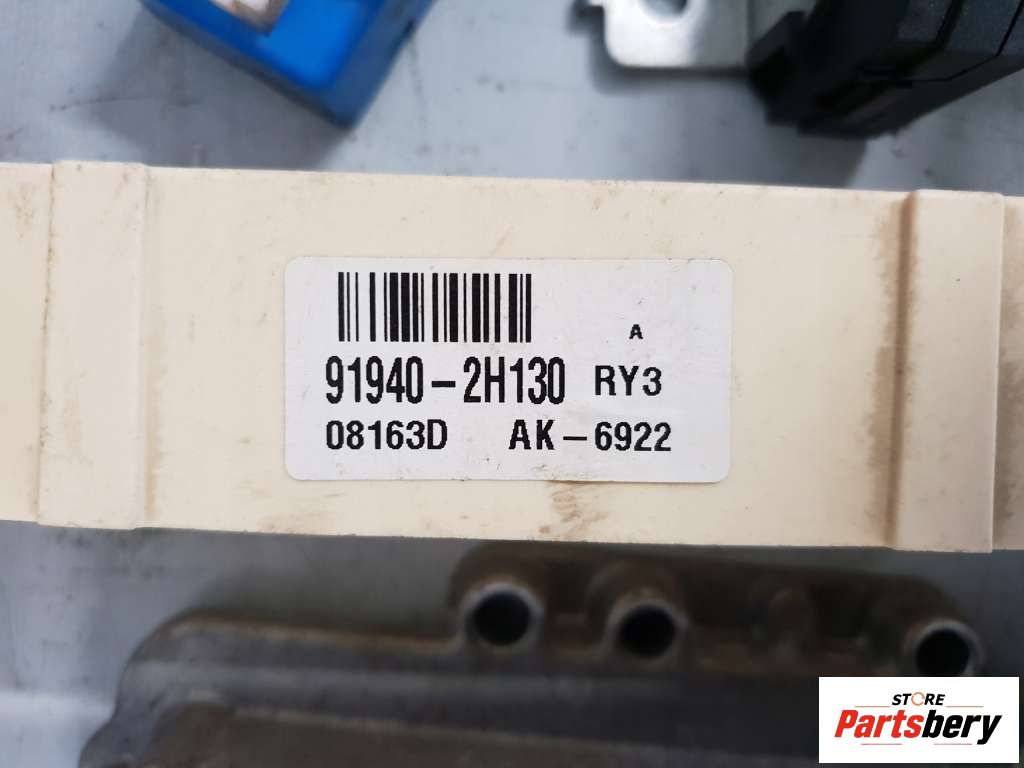 A
91940-2H130 RY3
08163D AK-6922
STORE
Partsbery